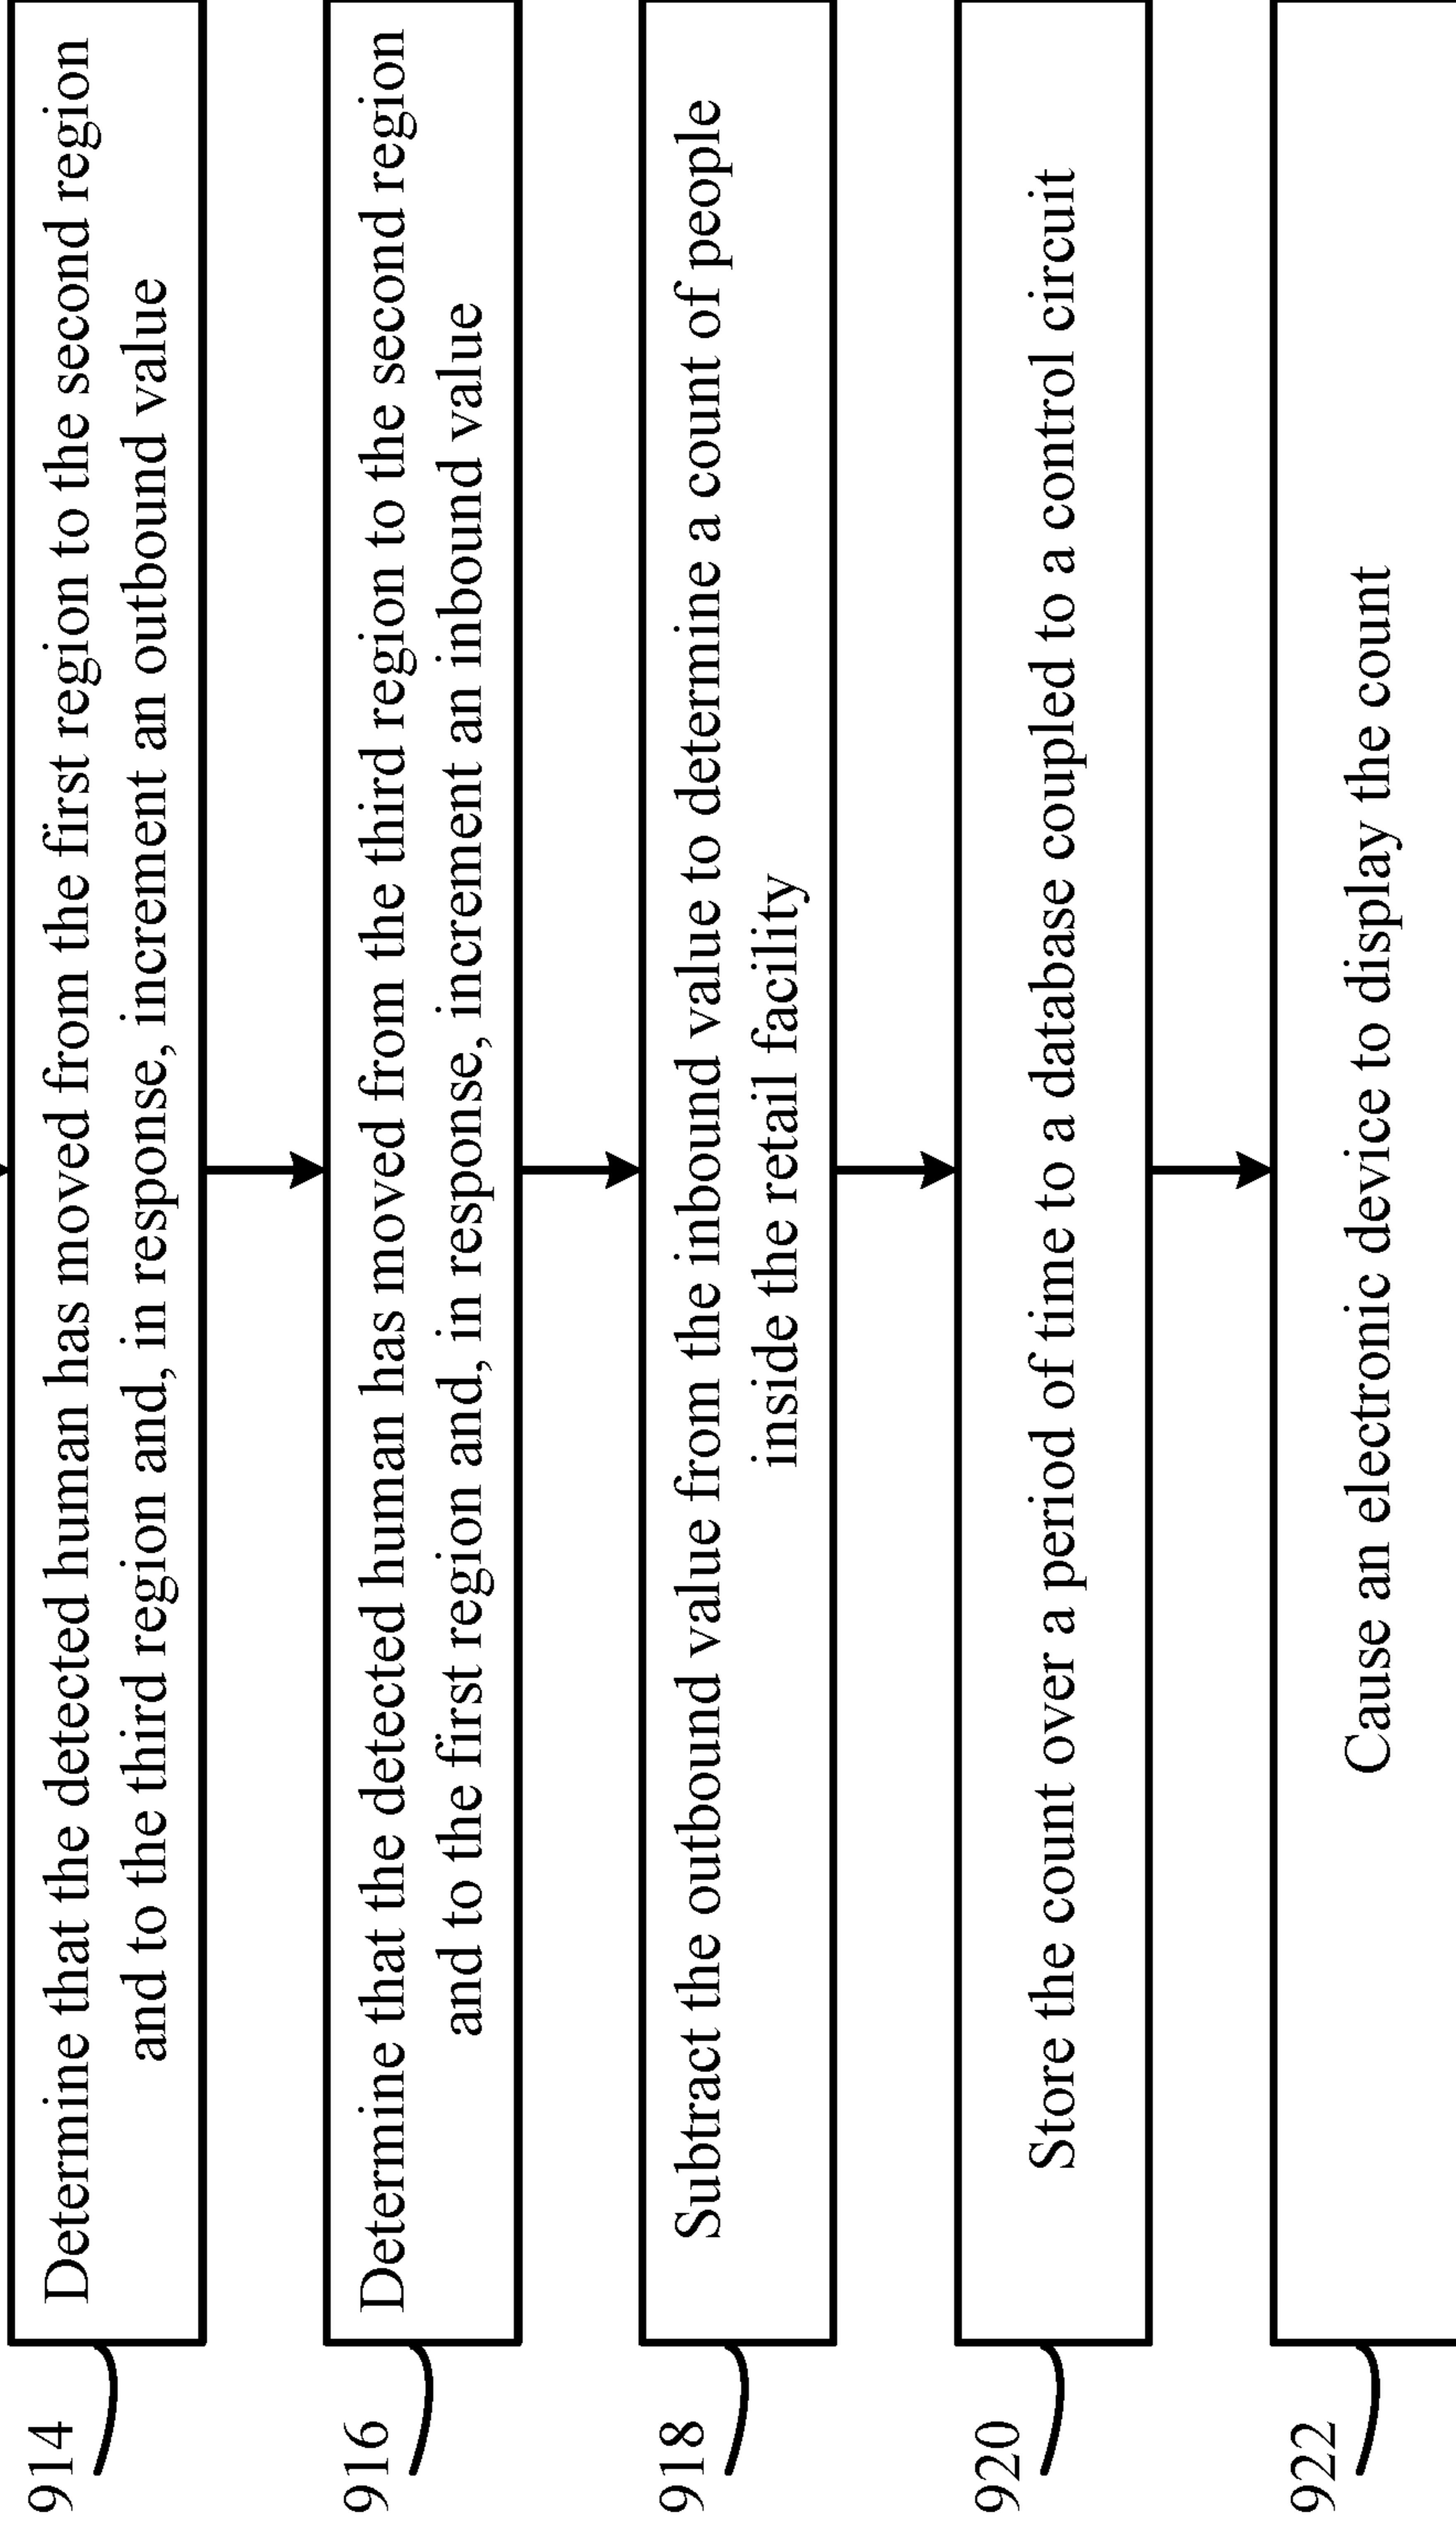 914
Determine that the detected human has moved from the first region to the second region
and to the third region and, in response, increment an outbound value
916
Determine that the detected human has moved from the third region to the second region
and to the first region and, in response, increment an inbound value
918
Subtract the outbound value from the inbound value to determine a count of people
inside the retail facility
920
Store the count over a period of time to a database coupled to a control circuit
922
Cause an electronic device to display the count